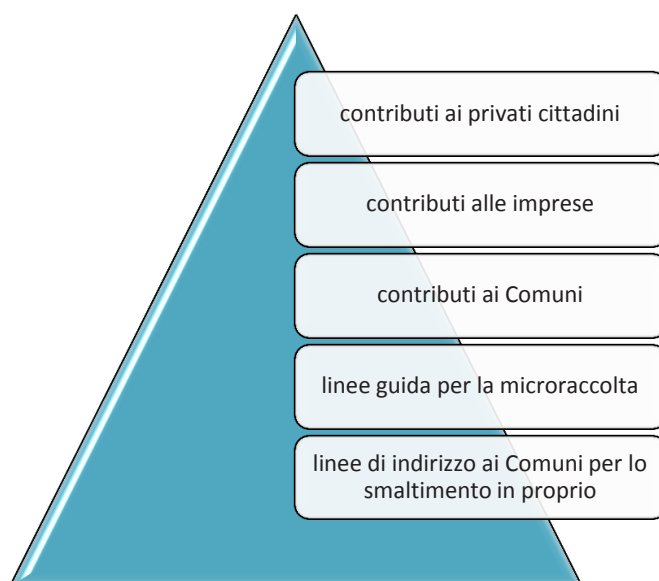 contributi ai privati cittadini
contributi alle imprese
contributi ai Comuni
linee guida per la microraccolta
linee di indirizzo ai Comuni per lo
smaltimento in proprio